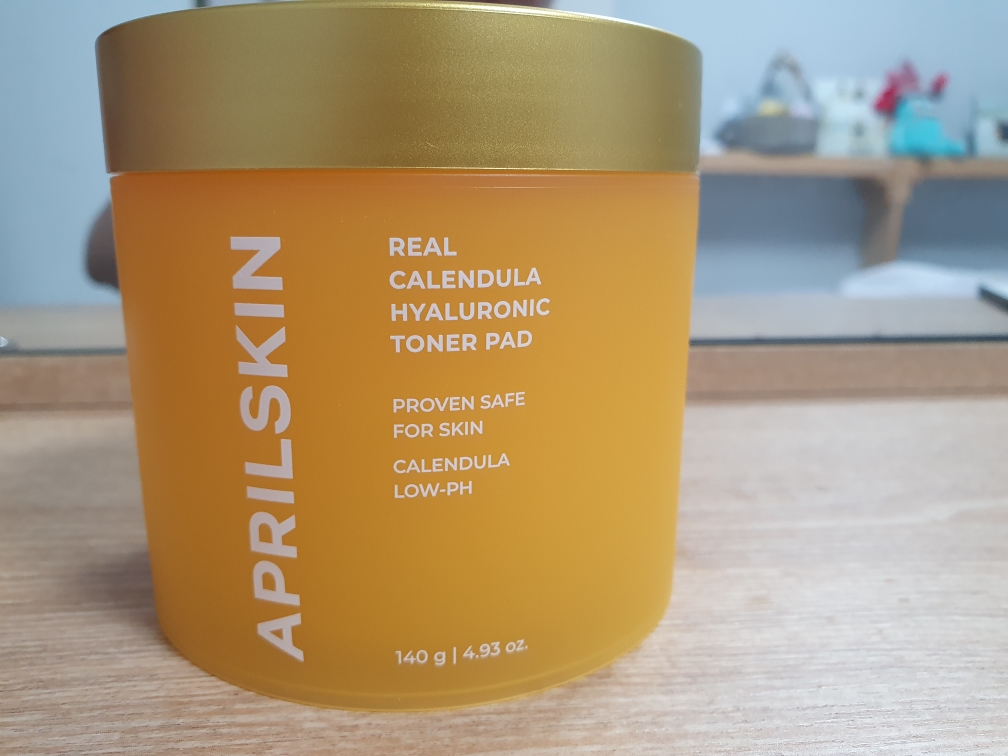 APRILSKIN
REAL
CALENDULA
HYALURONIC
TONER PAD
PROVEN SAFE
FOR SKIN
CALENDULA
LOW-PH
140 g | 4.93 oz.